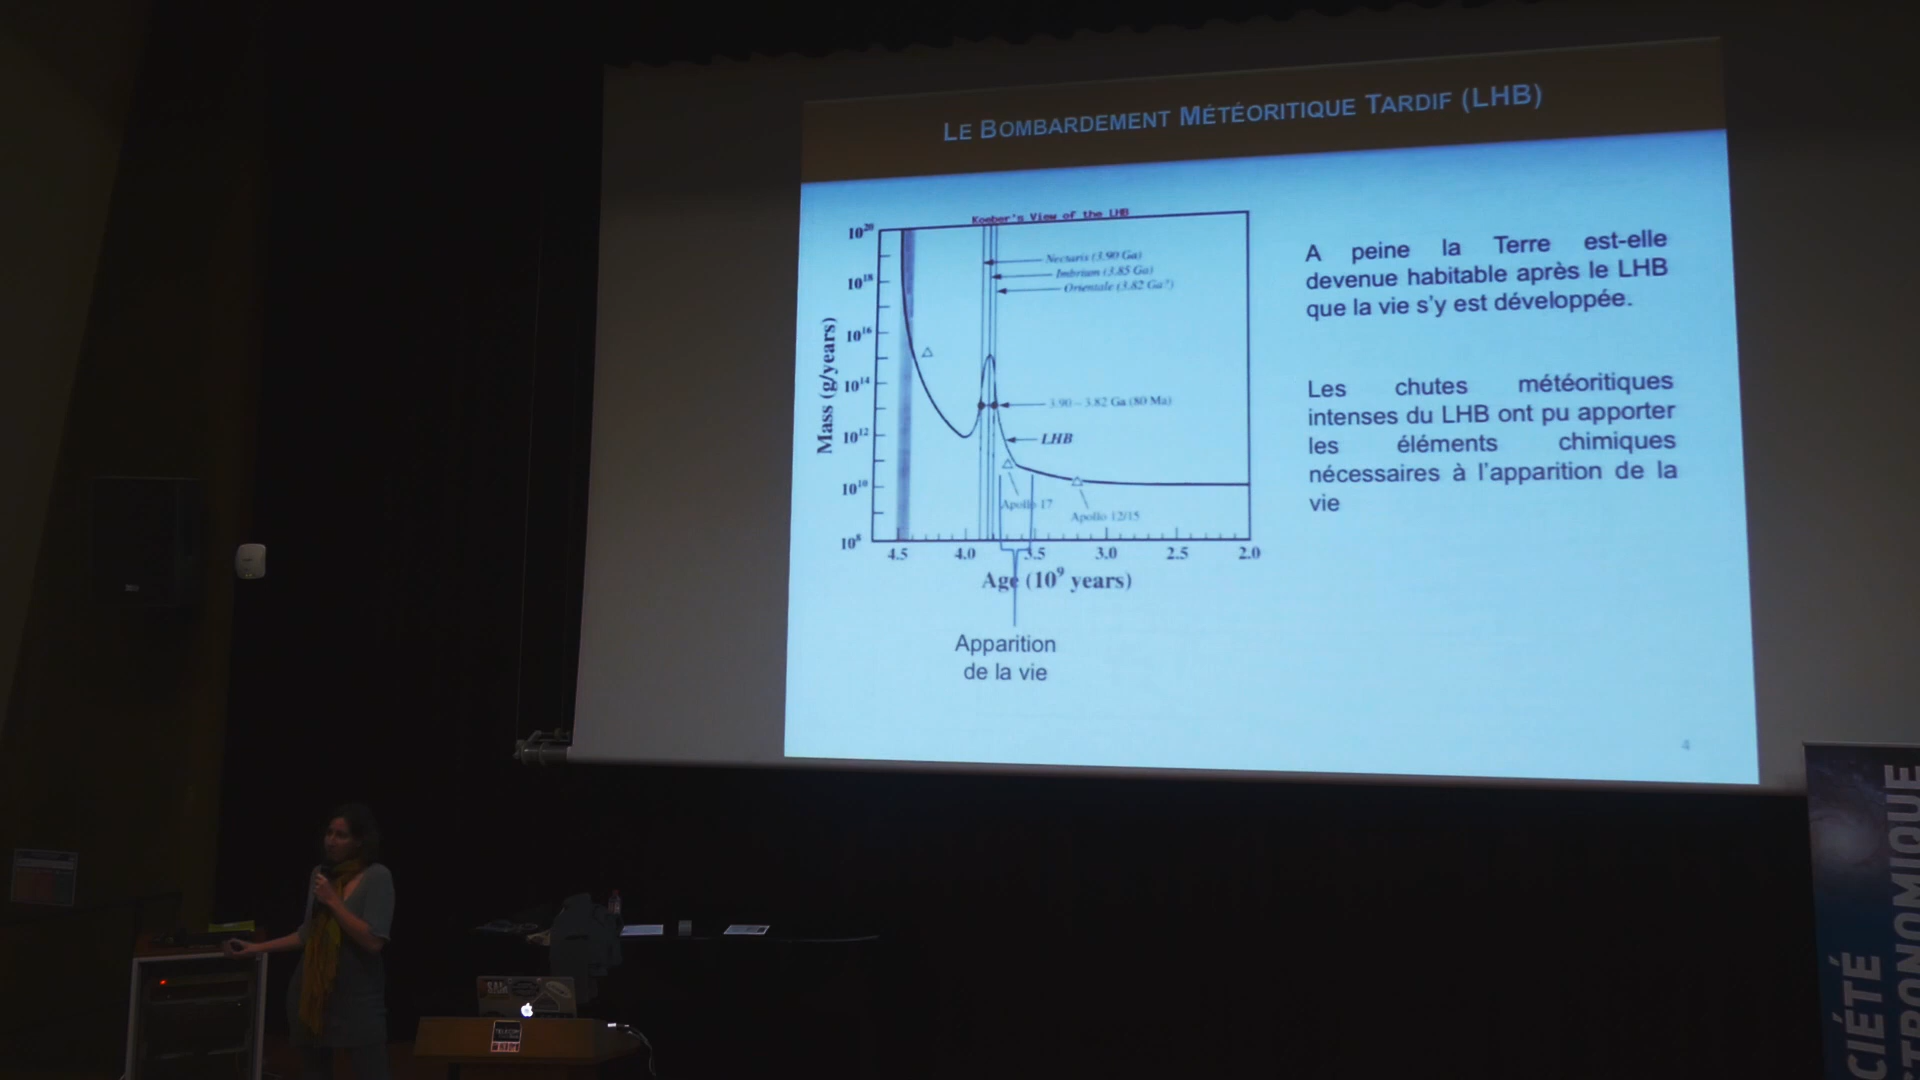 LE BOMBARDEMENT MÉTÉORITIQUE TARDIF (LHB)
Koeber's View of the LHB
10²⁰
10¹⁸
10¹⁶
10¹⁴
10¹²
10¹⁰
10⁸
Mass (g/years)
Nectaris (3.90 Ga)
Imbrium (3.85 Ga)
Orientale (3.82 Ga?)
3.90 – 3.82 Ga (80 Ma)
LHB
Apollo 17
Apollo 12/15
4.5 4.0 3.5 3.0 2.5 2.0
Age (10⁹ years)
Apparition
de la vie
A peine la Terre est-elle
devenue habitable après le LHB
que la vie s'y est développée.
Les chutes météoritiques
intenses du LHB ont pu apporter
les éléments chimiques
nécessaires à l'apparition de la
vie
4
CIÉTÉ
STRONOMIQUE